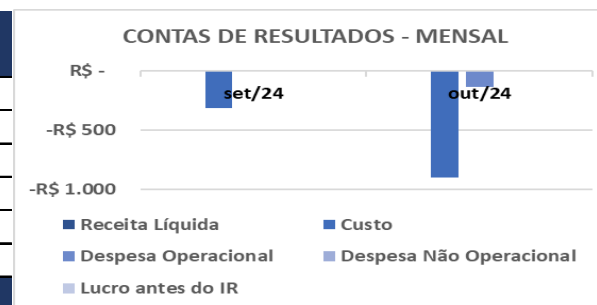 CONTAS DE RESULTADOS - MENSAL
R$ -
set/24 out/24
-R$ 500
-R$ 1.000
Receita Líquida Custo
Despesa Operacional Despesa Não Operacional
Lucro antes do IR